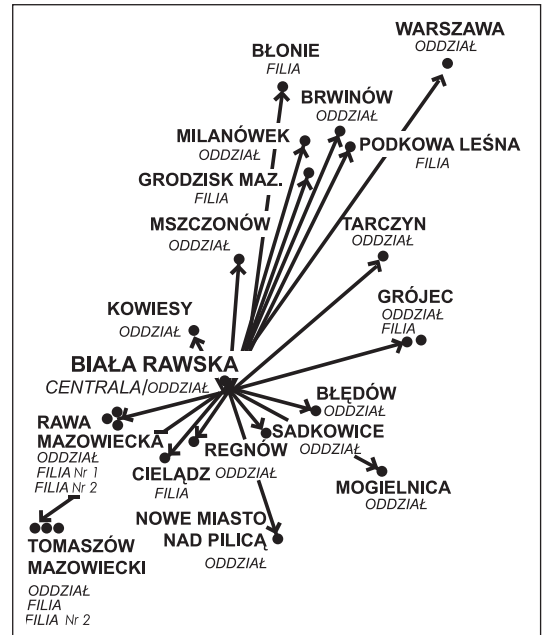 WARSZAWA
ODDZIAŁ
BŁONIE
FILIA
BRWINÓW
ODDZIAŁ
MILANÓWEK
ODDZIAŁ
PODKOWA LEŚNA
FILIA
GRODZISK MAZ.
FILIA
MSZCZONÓW
ODDZIAŁ
TARCZYN
ODDZIAŁ
GRÓJEC
ODDZIAŁ
FILIA
KOWIESY
ODDZIAŁ
BIAŁA RAWSKA
CENTRALA/ODDZIAŁ
BŁĘDÓW
ODDZIAŁ
RAWA
MAZOWIECKA
ODDZIAŁ
FILIA Nr 1
FILIA Nr 2
SADKOWICE
ODDZIAŁ
REGNÓW
ODDZIAŁ
CIELĄDZ
FILIA
MOGIELNICA
ODDZIAŁ
NOWE MIASTO
NAD PILICĄ
ODDZIAŁ
TOMASZÓW
MAZOWIECKI
ODDZIAŁ
FILIA
FILIA Nr 2